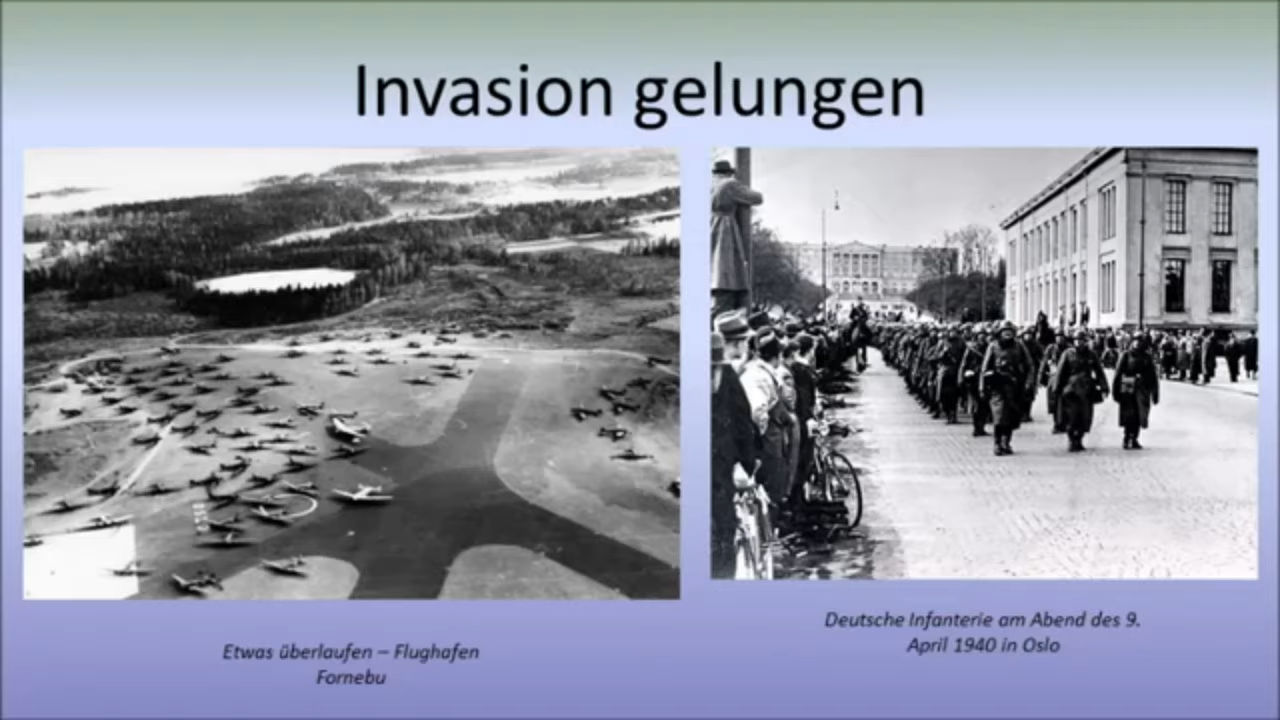 Invasion gelungen
Etwas überlaufen – Flughafen
Fornebu
Deutsche Infanterie am Abend des 9.
April 1940 in Oslo